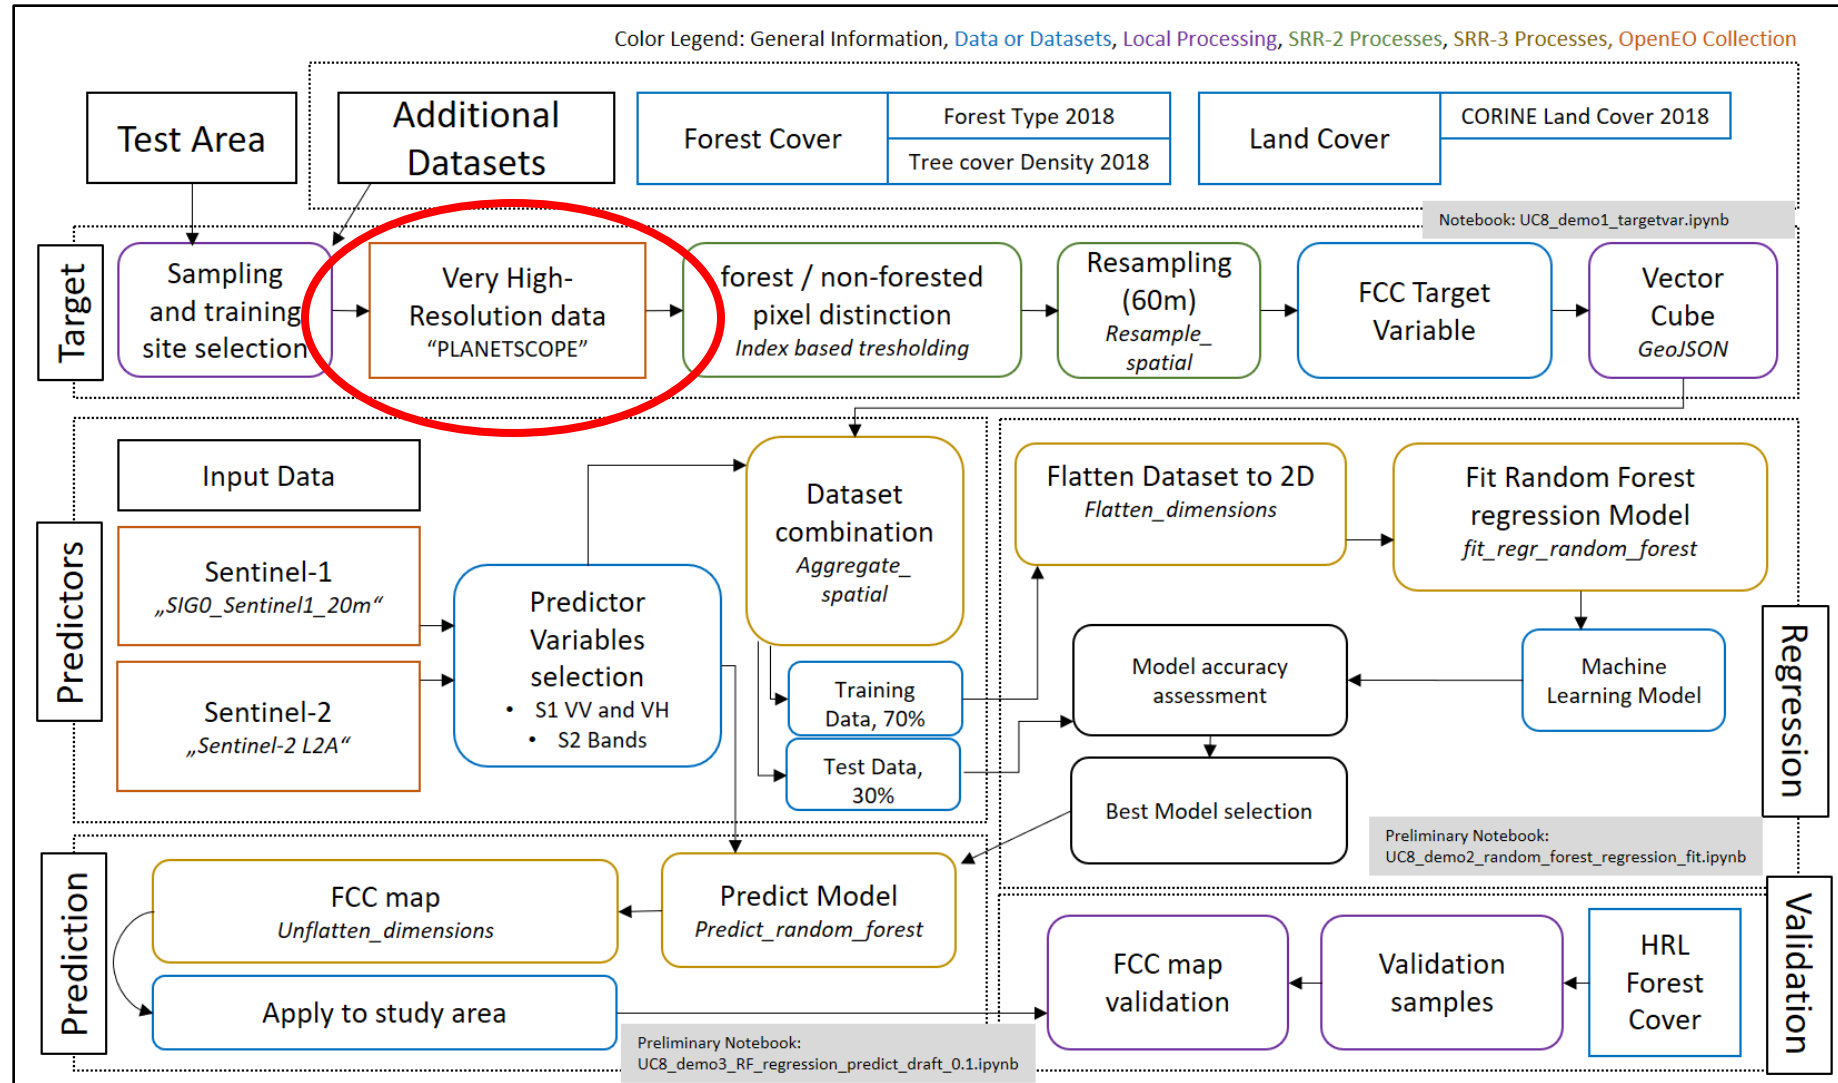 Color Legend: General Information, Data or Datasets, Local Processing, SRR-2 Processes, SRR-3 Processes, OpenEO Collection
Test Area
Additional
Datasets
Forest Cover
Forest Type 2018
Tree cover Density 2018
Land Cover
CORINE Land Cover 2018
Notebook: UC8_demo1_targetvar.ipynb
Target
Sampling
and training
site selection
Very High-
Resolution data
“PLANETSCOPE”
forest / non-forested
pixel distinction
Index based tresholding
Resampling
(60m)
Resample_
spatial
FCC Target
Variable
Vector
Cube
GeoJSON
Predictors
Input Data
Sentinel-1
„SIG0_Sentinel1_20m“
Sentinel-2
„Sentinel-2 L2A“
Predictor
Variables
selection
• S1 VV and VH
• S2 Bands
Dataset
combination
Aggregate_
spatial
Training
Data, 70%
Test Data,
30%
Flatten Dataset to 2D
Flatten_dimensions
Fit Random Forest
regression Model
fit_regr_random_forest
Regression
Model accuracy
assessment
Machine
Learning Model
Best Model selection
Preliminary Notebook:
UC8_demo2_random_forest_regression_fit.ipynb
Prediction
FCC map
Unflatten_dimensions
Predict Model
Predict_random_forest
Apply to study area
Preliminary Notebook:
UC8_demo3_RF_regression_predict_draft_0.1.ipynb
FCC map
validation
Validation
samples
HRL
Forest
Cover
Validation